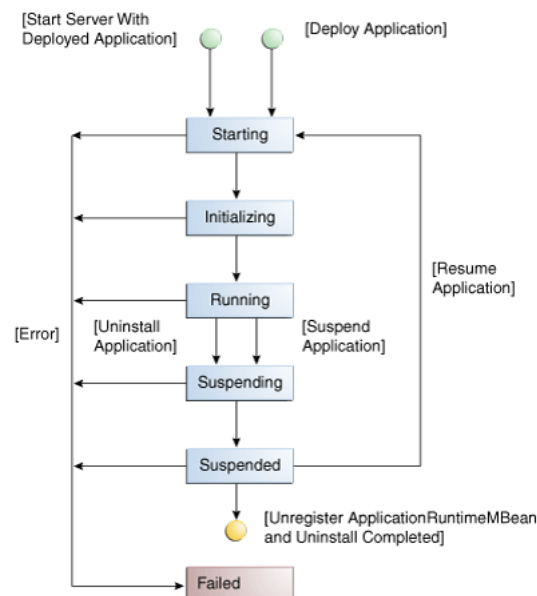 [Start Server With
Deployed Application]
[Deploy Application]
Starting
Initializing
[Resume
Application]
Running
[Error]
[Uninstall
Application]
[Suspend
Application]
Suspending
Suspended
[Unregister ApplicationRuntimeMBean
and Uninstall Completed]
Failed